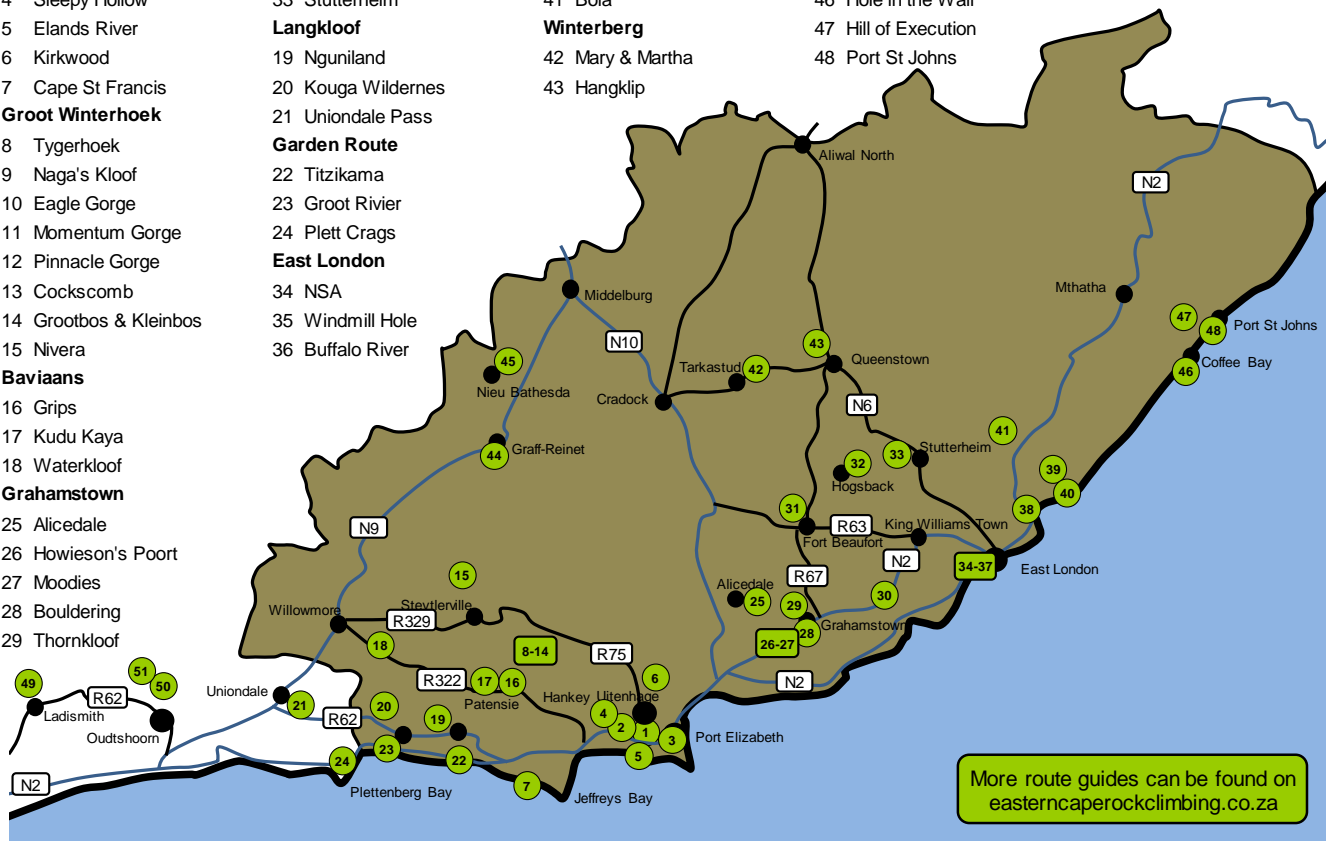 4 Sleepy Hollow
5 Elands River
6 Kirkwood
7 Cape St Francis
Groot Winterhoek
8 Tygerhoek
9 Naga's Kloof
10 Eagle Gorge
11 Momentum Gorge
12 Pinnacle Gorge
13 Cockscomb
14 Grootbos & Kleinbos
15 Nivera
Baviaans
16 Grips
17 Kudu Kaya
18 Waterkloof
Grahamstown
25 Alicedale
26 Howieson's Poort
27 Moodies
28 Bouldering
29 Thornkloof
33 Stutterheim
Langkloof
19 Nguniland
20 Kouga Wildernes
21 Uniondale Pass
Garden Route
22 Titzikama
23 Groot Rivier
24 Plett Crags
East London
34 NSA
35 Windmill Hole
36 Buffalo River
41 Bola
Winterberg
42 Mary & Martha
43 Hangklip
46 Hole in the Wall
47 Hill of Execution
48 Port St Johns
Aliwal North
N2
Mthatha
Middelburg
47
48
Port St Johns
N10
43
Queenstown
45
Nieu Bathesda
Tarkastud
42
Coffee Bay
46
Cradock
N6
44
Graff-Reinet
41
33
Stutterheim
32
Hogsback
39
40
38
N9
31
R63
Fort Beaufort
King Williams Town
N2
34-37
East London
15
R67
Alicedale
25
29
30
Willowmore
Steytlerville
R329
28
Grahamstown
26-27
18
8-14
R75
49
51
50
R62
Ladismith
Oudtshoorn
Uniondale
21
R62
20
19
R322
17
16
Patensie
Hankey
Uitenhage
6
N2
4
2
1
3
Port Elizabeth
5
23
24
22
7
Plettenberg Bay
Jeffreys Bay
N2
More route guides can be found on
easterncaperockclimbing.co.za